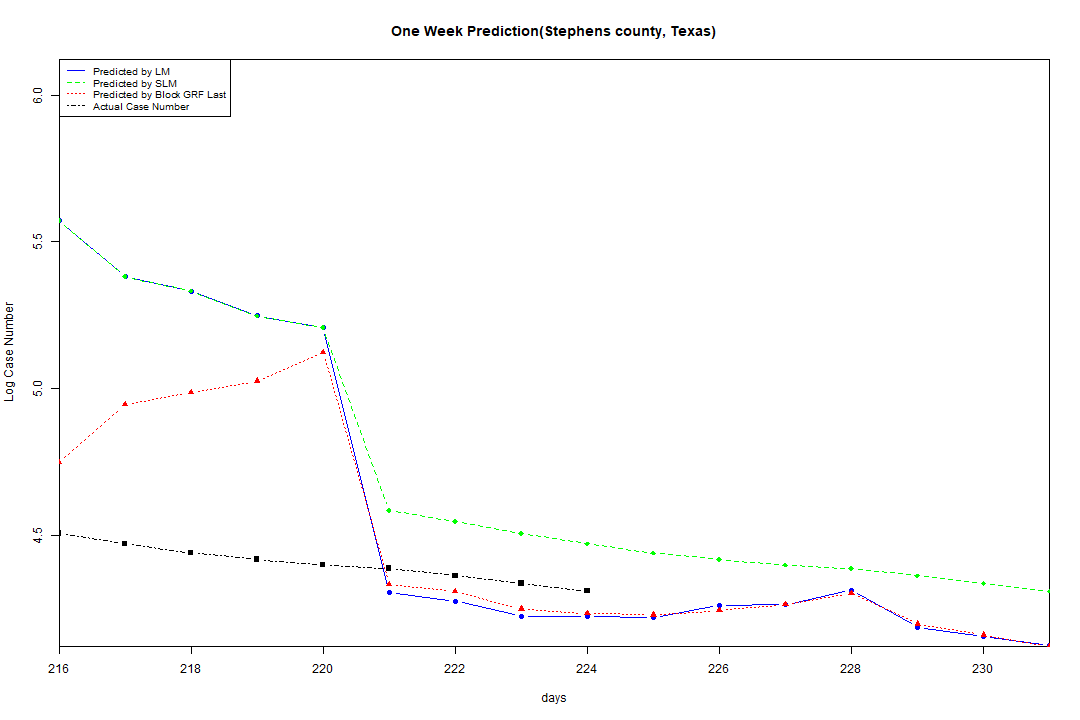 One Week Prediction(Stephens county, Texas)
Predicted by LM
Predicted by SLM
Predicted by Block GRF Last
Actual Case Number
6.0
5.5
5.0
4.5
Log Case Number
216 218 220 222 224 226 228 230
days